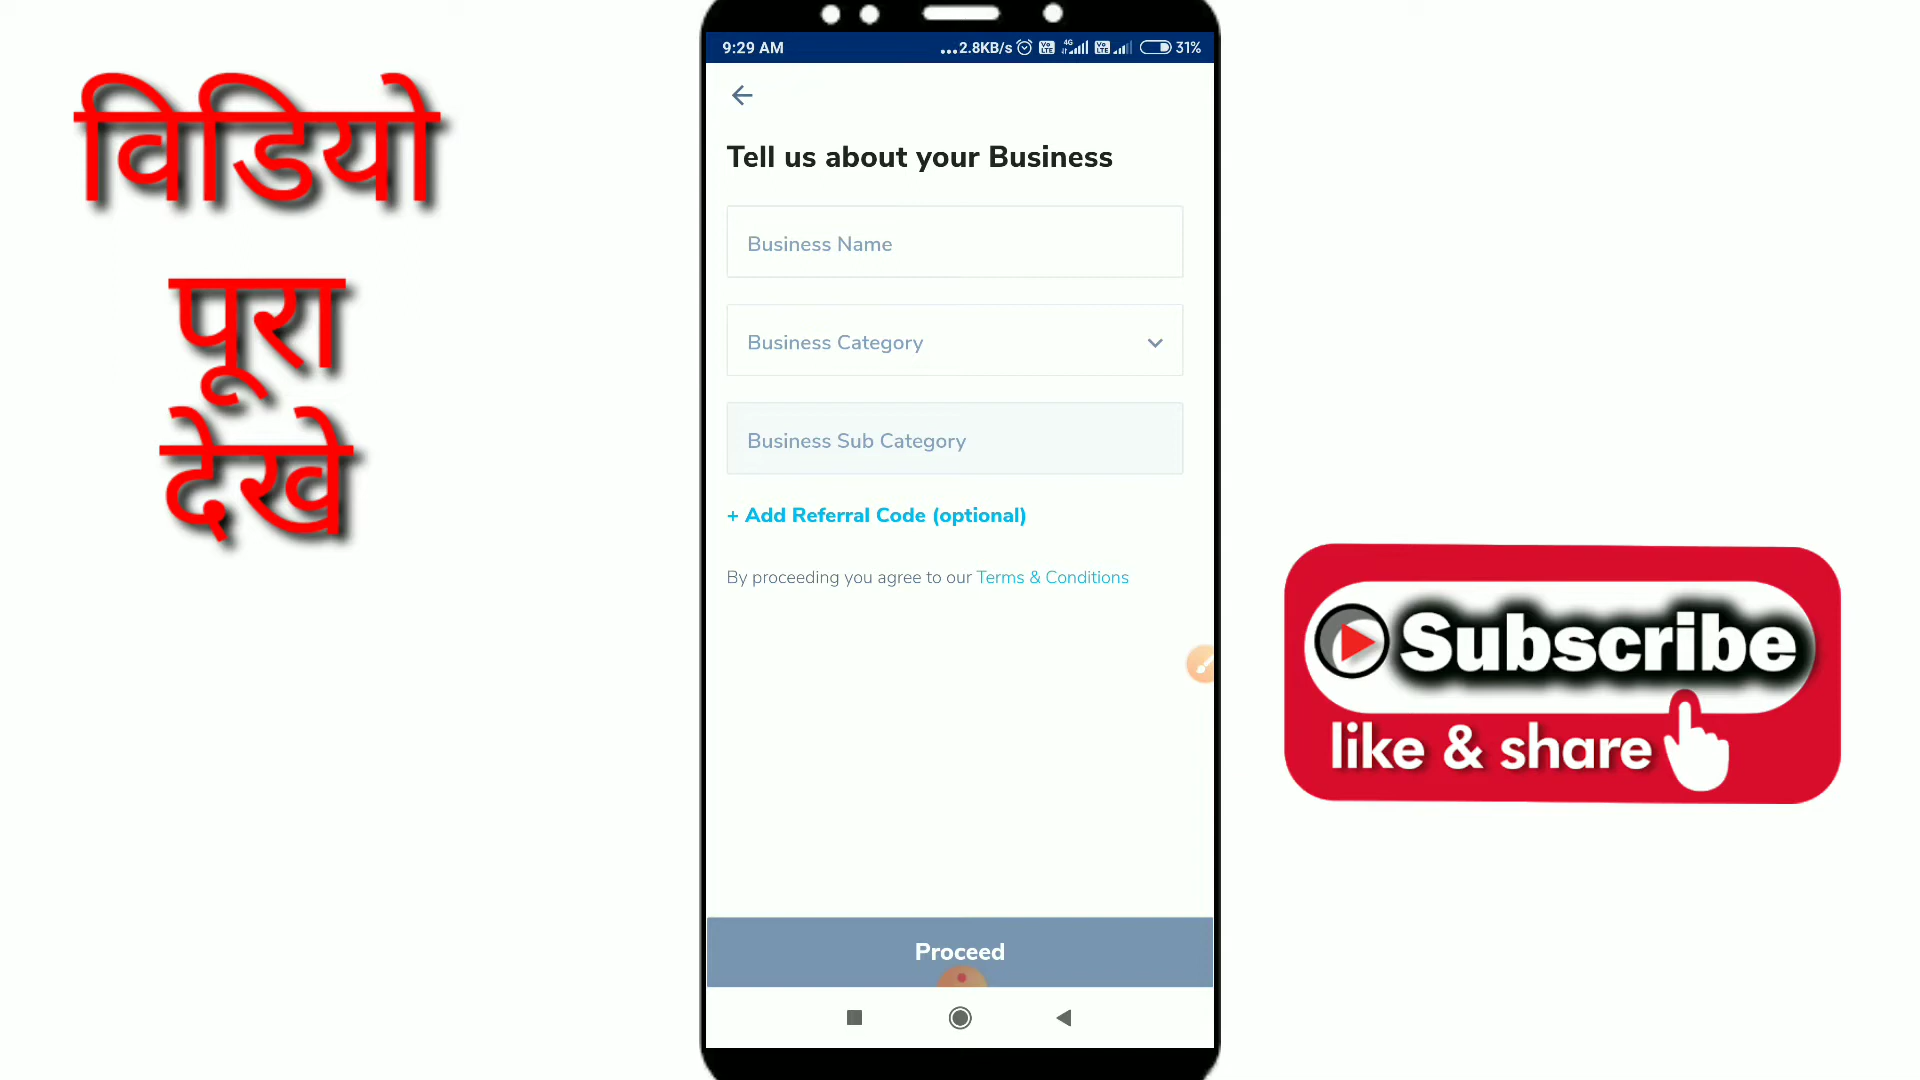 विडियो
पूरा
देखे
9:29 AM
...2.8KB/s 4G 31%
Tell us about your Business
Business Name
Business Category
Business Sub Category
+ Add Referral Code (optional)
By proceeding you agree to our Terms & Conditions
Proceed
Subscribe
like & share